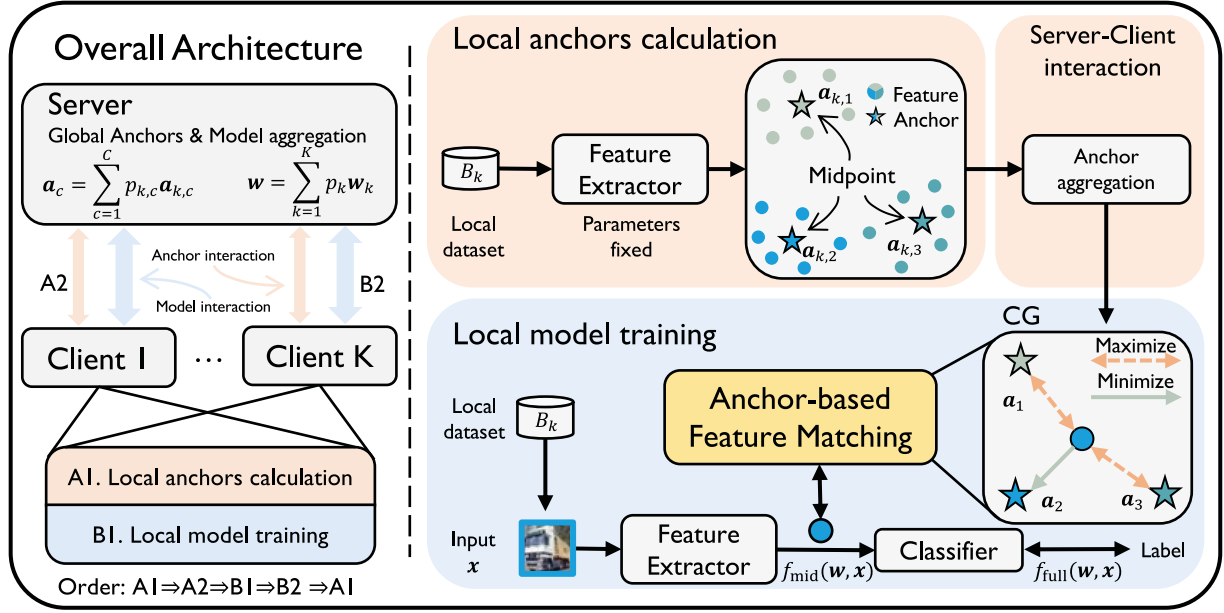 Overall Architecture
Server
Global Anchors & Model aggregation
𝒂_c = ∑_{c=1}^{C} p_{k,c} 𝒂_{k,c}
𝒘 = ∑_{k=1}^{K} p_k 𝒘_k
Anchor interaction
A2
B2
Model interaction
Client 1
...
Client K
A1. Local anchors calculation
B1. Local model training
Order: A1⇒A2⇒B1⇒B2 ⇒A1
Local anchors calculation
B_k
Local
dataset
Feature
Extractor
Parameters
fixed
𝒂_{k,1}
Feature
Anchor
Midpoint
𝒂_{k,2}
𝒂_{k,3}
Server-Client
interaction
Anchor
aggregation
Local model training
Local
dataset
B_k
Input
𝒙
Feature
Extractor
Anchor-based
Feature Matching
f_mid(𝒘, 𝒙)
Classifier
f_full(𝒘, 𝒙)
Label
CG
Maximize
Minimize
𝒂_1
𝒂_2
𝒂_3